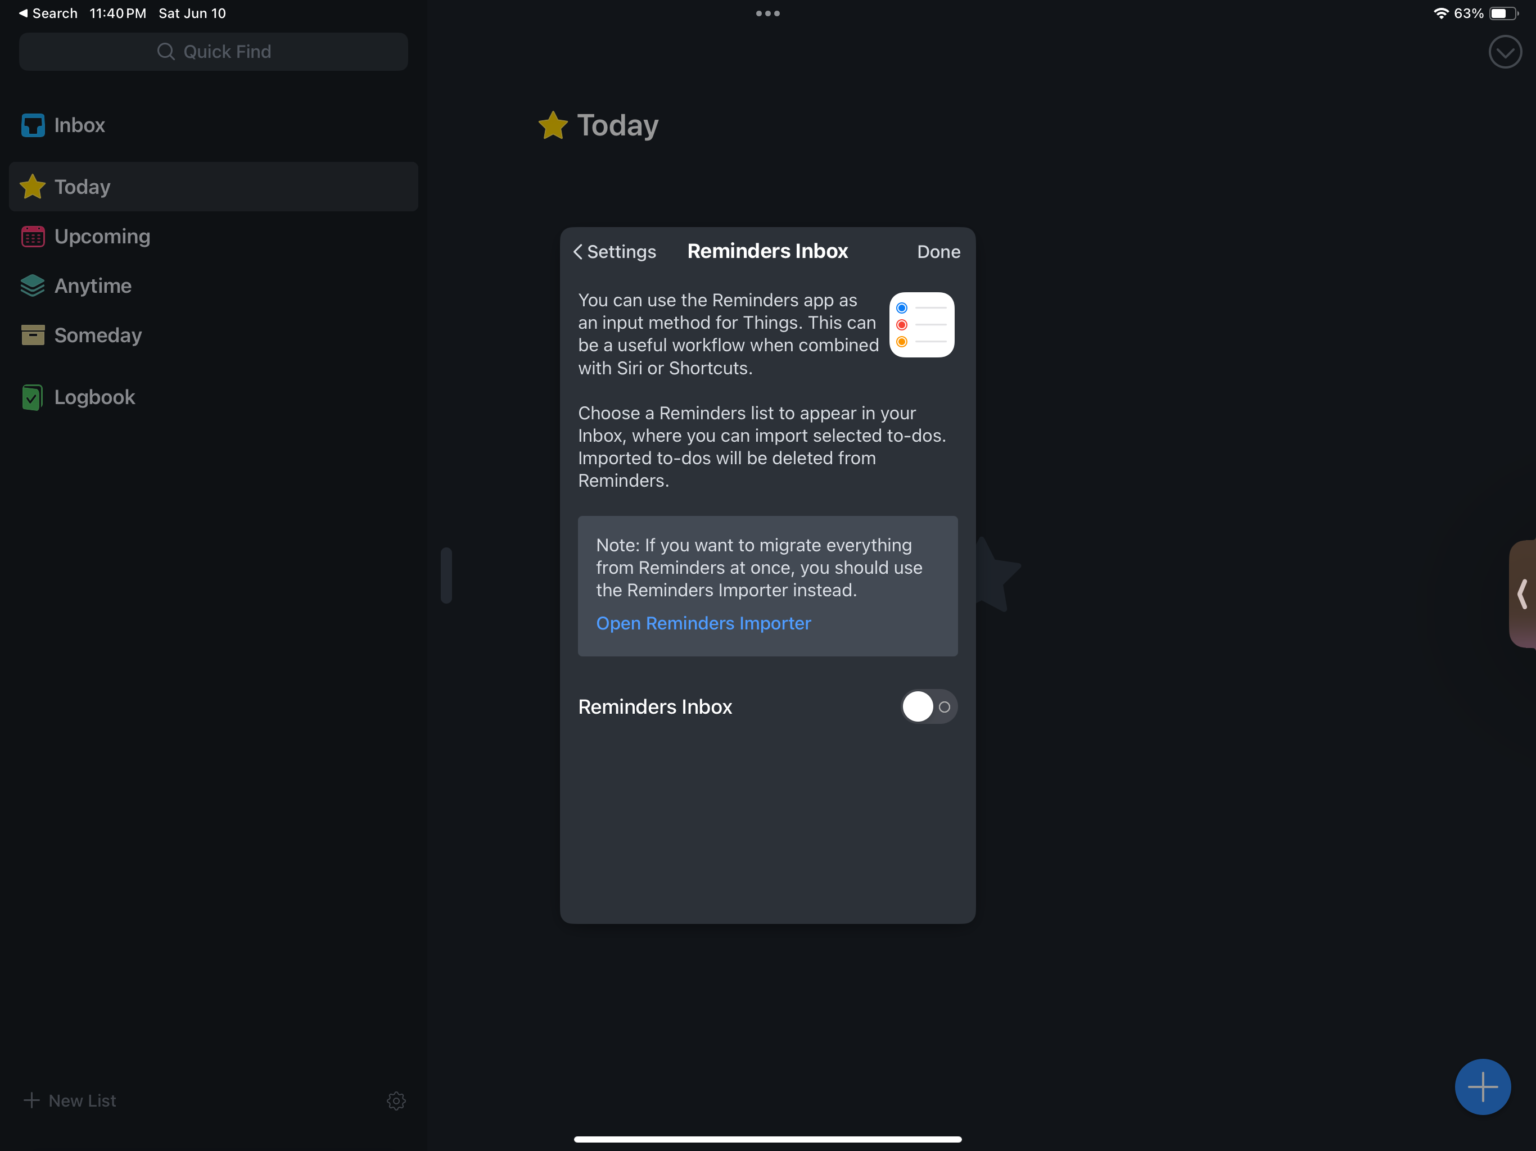 Search 11:40 PM Sat Jun 10
63%
Quick Find
Inbox
Today
Upcoming
Anytime
Someday
Logbook
New List
Today
Settings Reminders Inbox Done
You can use the Reminders app as
an input method for Things. This can
be a useful workflow when combined
with Siri or Shortcuts.
Choose a Reminders list to appear in your
Inbox, where you can import selected to-dos.
Imported to-dos will be deleted from
Reminders.
Note: If you want to migrate everything
from Reminders at once, you should use
the Reminders Importer instead.
Open Reminders Importer
Reminders Inbox